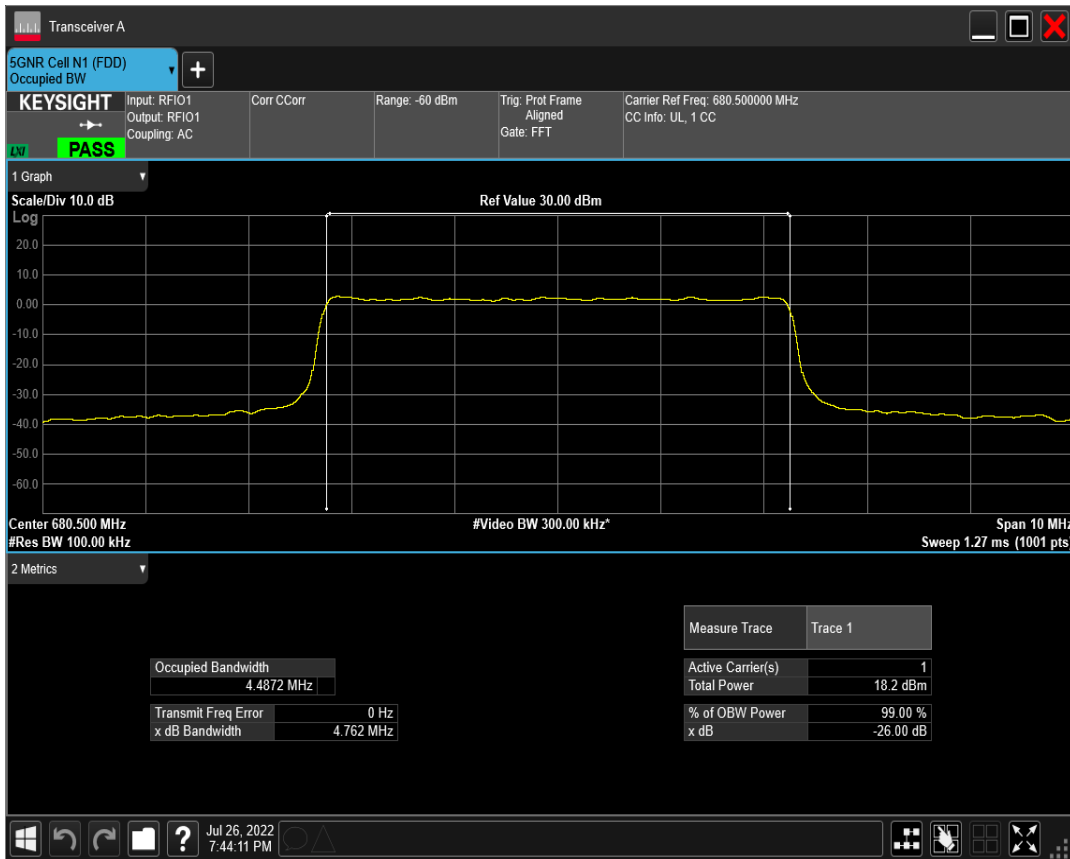 Transceiver A
5GNR Cell N1 (FDD)
Occupied BW
+
KEYSIGHT
LXI
PASS
Input: RFIO1
Output: RFIO1
Coupling: AC
Corr CCorr
Range: -60 dBm
Trig: Prot Frame
Aligned
Gate: FFT
Carrier Ref Freq: 680.500000 MHz
CC Info: UL, 1 CC
1 Graph
Scale/Div 10.0 dB
Ref Value 30.00 dBm
Log
20.0
10.0
0.00
-10.0
-20.0
-30.0
-40.0
-50.0
-60.0
Center 680.500 MHz
#Video BW 300.00 kHz*
Span 10 MHz
#Res BW 100.00 kHz
Sweep 1.27 ms (1001 pts)
2 Metrics
Measure Trace Trace 1
Occupied Bandwidth
4.4872 MHz
Active Carrier(s) 1
Total Power 18.2 dBm
Transmit Freq Error 0 Hz
x dB Bandwidth 4.762 MHz
% of OBW Power 99.00 %
x dB -26.00 dB
?
Jul 26, 2022
7:44:11 PM